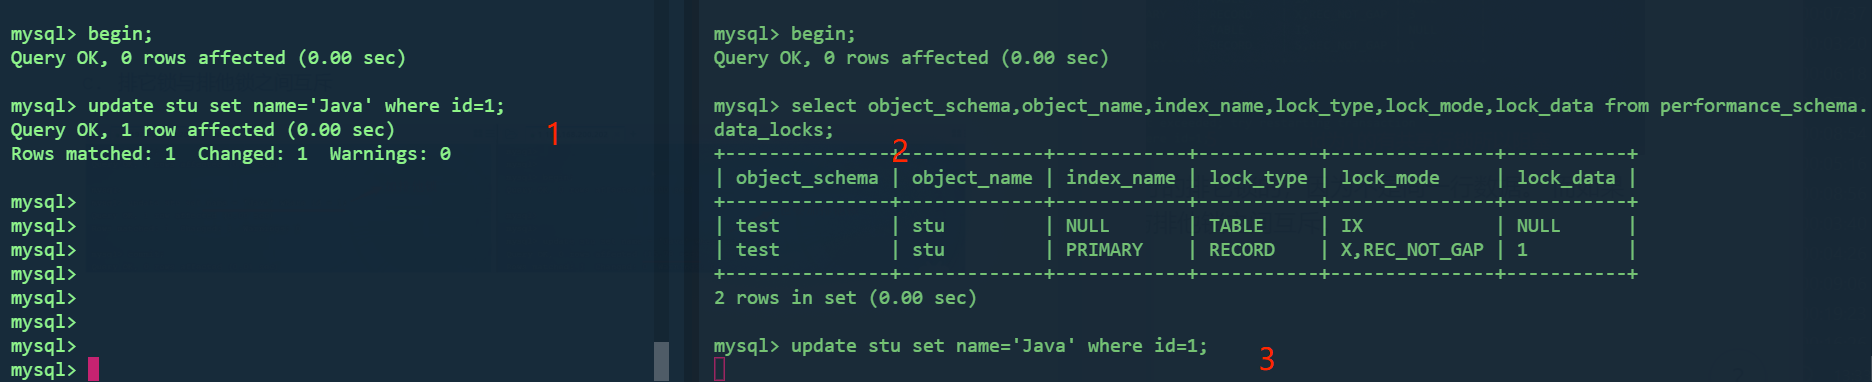 mysql> begin;
Query OK, 0 rows affected (0.00 sec)
mysql> update stu set name='Java' where id=1;
Query OK, 1 row affected (0.00 sec)
Rows matched: 1  Changed: 1  Warnings: 0
1
mysql>
mysql>
mysql>
mysql>
mysql>
mysql>
mysql>
mysql>
mysql> begin;
Query OK, 0 rows affected (0.00 sec)
mysql> select object_schema,object_name,index_name,lock_type,lock_mode,lock_data from performance_schema.
data_locks;
2
+---------------+-------------+------------+-----------+---------------+-----------+
| object_schema | object_name | index_name | lock_type | lock_mode     | lock_data |
+---------------+-------------+------------+-----------+---------------+-----------+
| test          | stu         | NULL       | TABLE     | IX            | NULL      |
| test          | stu         | PRIMARY    | RECORD    | X,REC_NOT_GAP | 1         |
+---------------+-------------+------------+-----------+---------------+-----------+
2 rows in set (0.00 sec)
mysql> update stu set name='Java' where id=1;
3